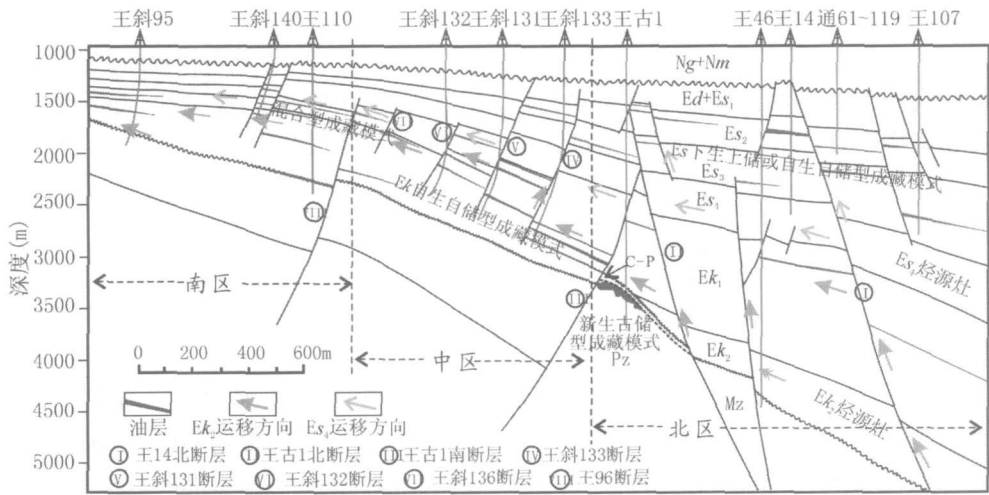 王斜95 王斜140王110 王斜132王斜131王斜133王古1 王46王14通61~119 王107
1000
1500
2000
2500
3000
3500
4000
4500
5000
深度(m)
Ng+Nm
Ed+Es₁
Es₂
Es下生上储或自生自储型成藏模式
Es₃
Es₄
混合型成藏模式
Ek自生自储型成藏模式
Es₄烃源灶
Ek₁
C-P
新生古储
型成藏模式
Pz
Ek₂
Mz
Ek₂烃源灶
南区
中区
北区
0 200 400 600m
油层 Ek₂运移方向 Es₄运移方向
Ⅰ 王14北断层 Ⅰ 王古1北断层 Ⅲ 王古1南断层 Ⅳ 王斜133断层
Ⅴ 王斜131断层 Ⅵ 王斜132断层 Ⅶ 王斜136断层 Ⅷ 王96断层